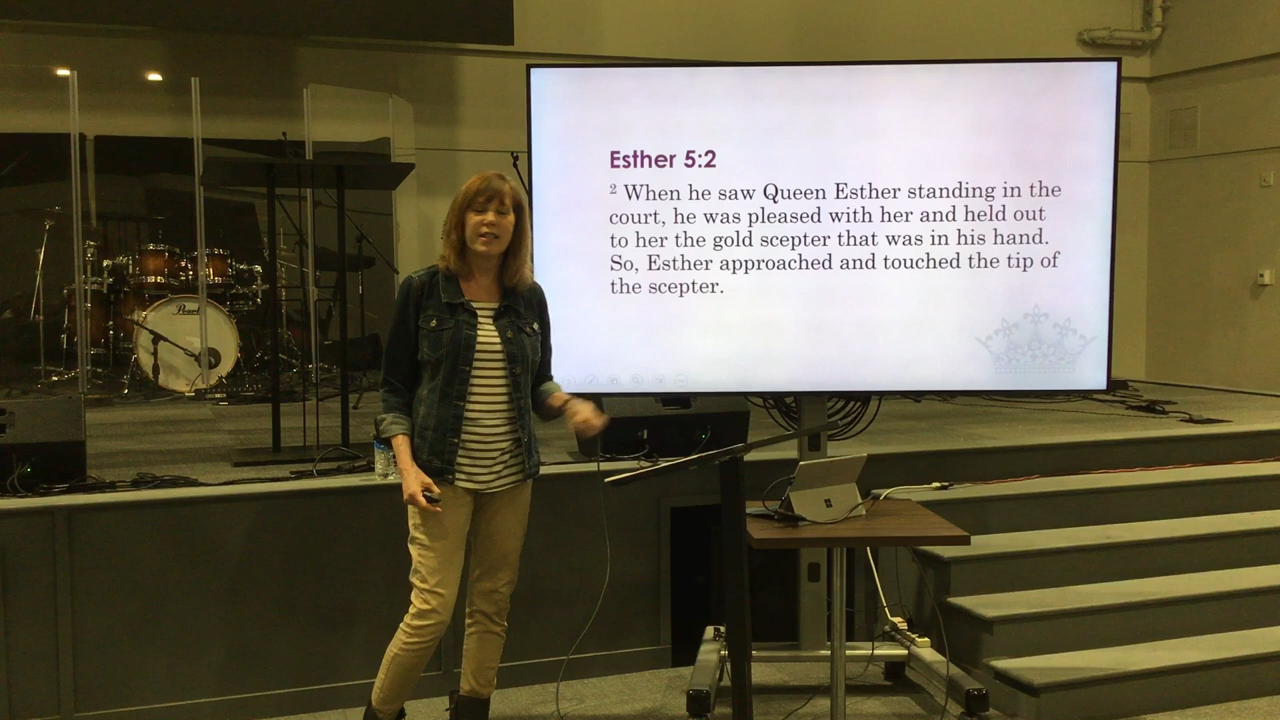 Esther 5:2
2 When he saw Queen Esther standing in the
court, he was pleased with her and held out
to her the gold scepter that was in his hand.
So, Esther approached and touched the tip of
the scepter.
Pearl